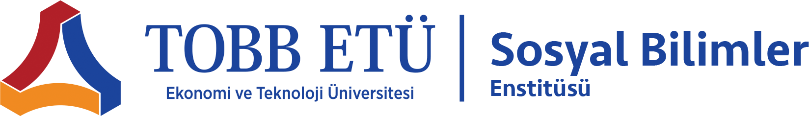 TOBB ETÜ
Ekonomi ve Teknoloji Üniversitesi
Sosyal Bilimler
Enstitüsü